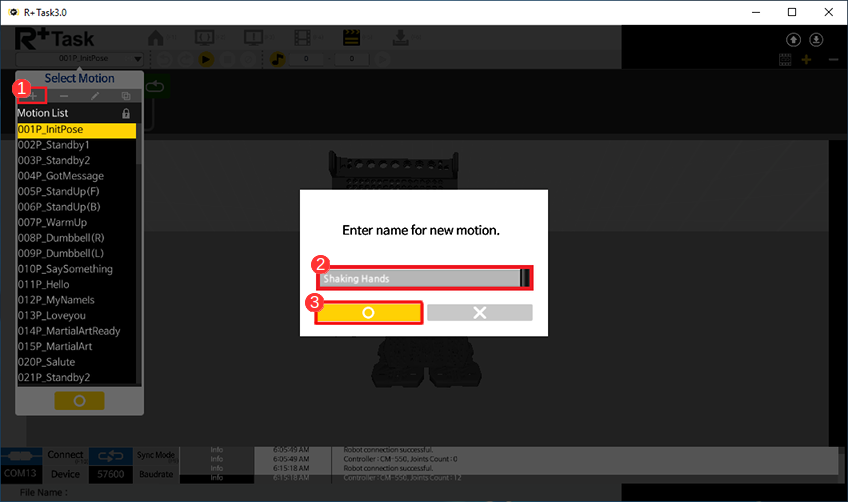 R+Task3.0
R+Task
001P_InitPose
0
0
Select Motion
1
Motion List
001P_InitPose
002P_Standby1
003P_Standby2
004P_GotMessage
005P_StandUp(F)
006P_StandUp(B)
007P_WarmUp
008P_Dumbbell(R)
009P_Dumbbell(L)
010P_SaySomething
011P_Hello
012P_MyNameIs
013P_Loveyou
014P_MartialArtReady
015P_MartialArt
020P_Salute
021P_Standby2
Enter name for new motion.
2
Shaking Hands
3
Connect
Sync Mode
COM13
Device
57600
Baudrate
Info
6:05:49 AM
Robot connection successful.
Info
6:05:49 AM
Controller : CM-550, Joints Count : 0
Info
6:15:18 AM
Robot connection successful.
Info
6:15:18 AM
Controller : CM-550, Joints Count : 12
File Name :